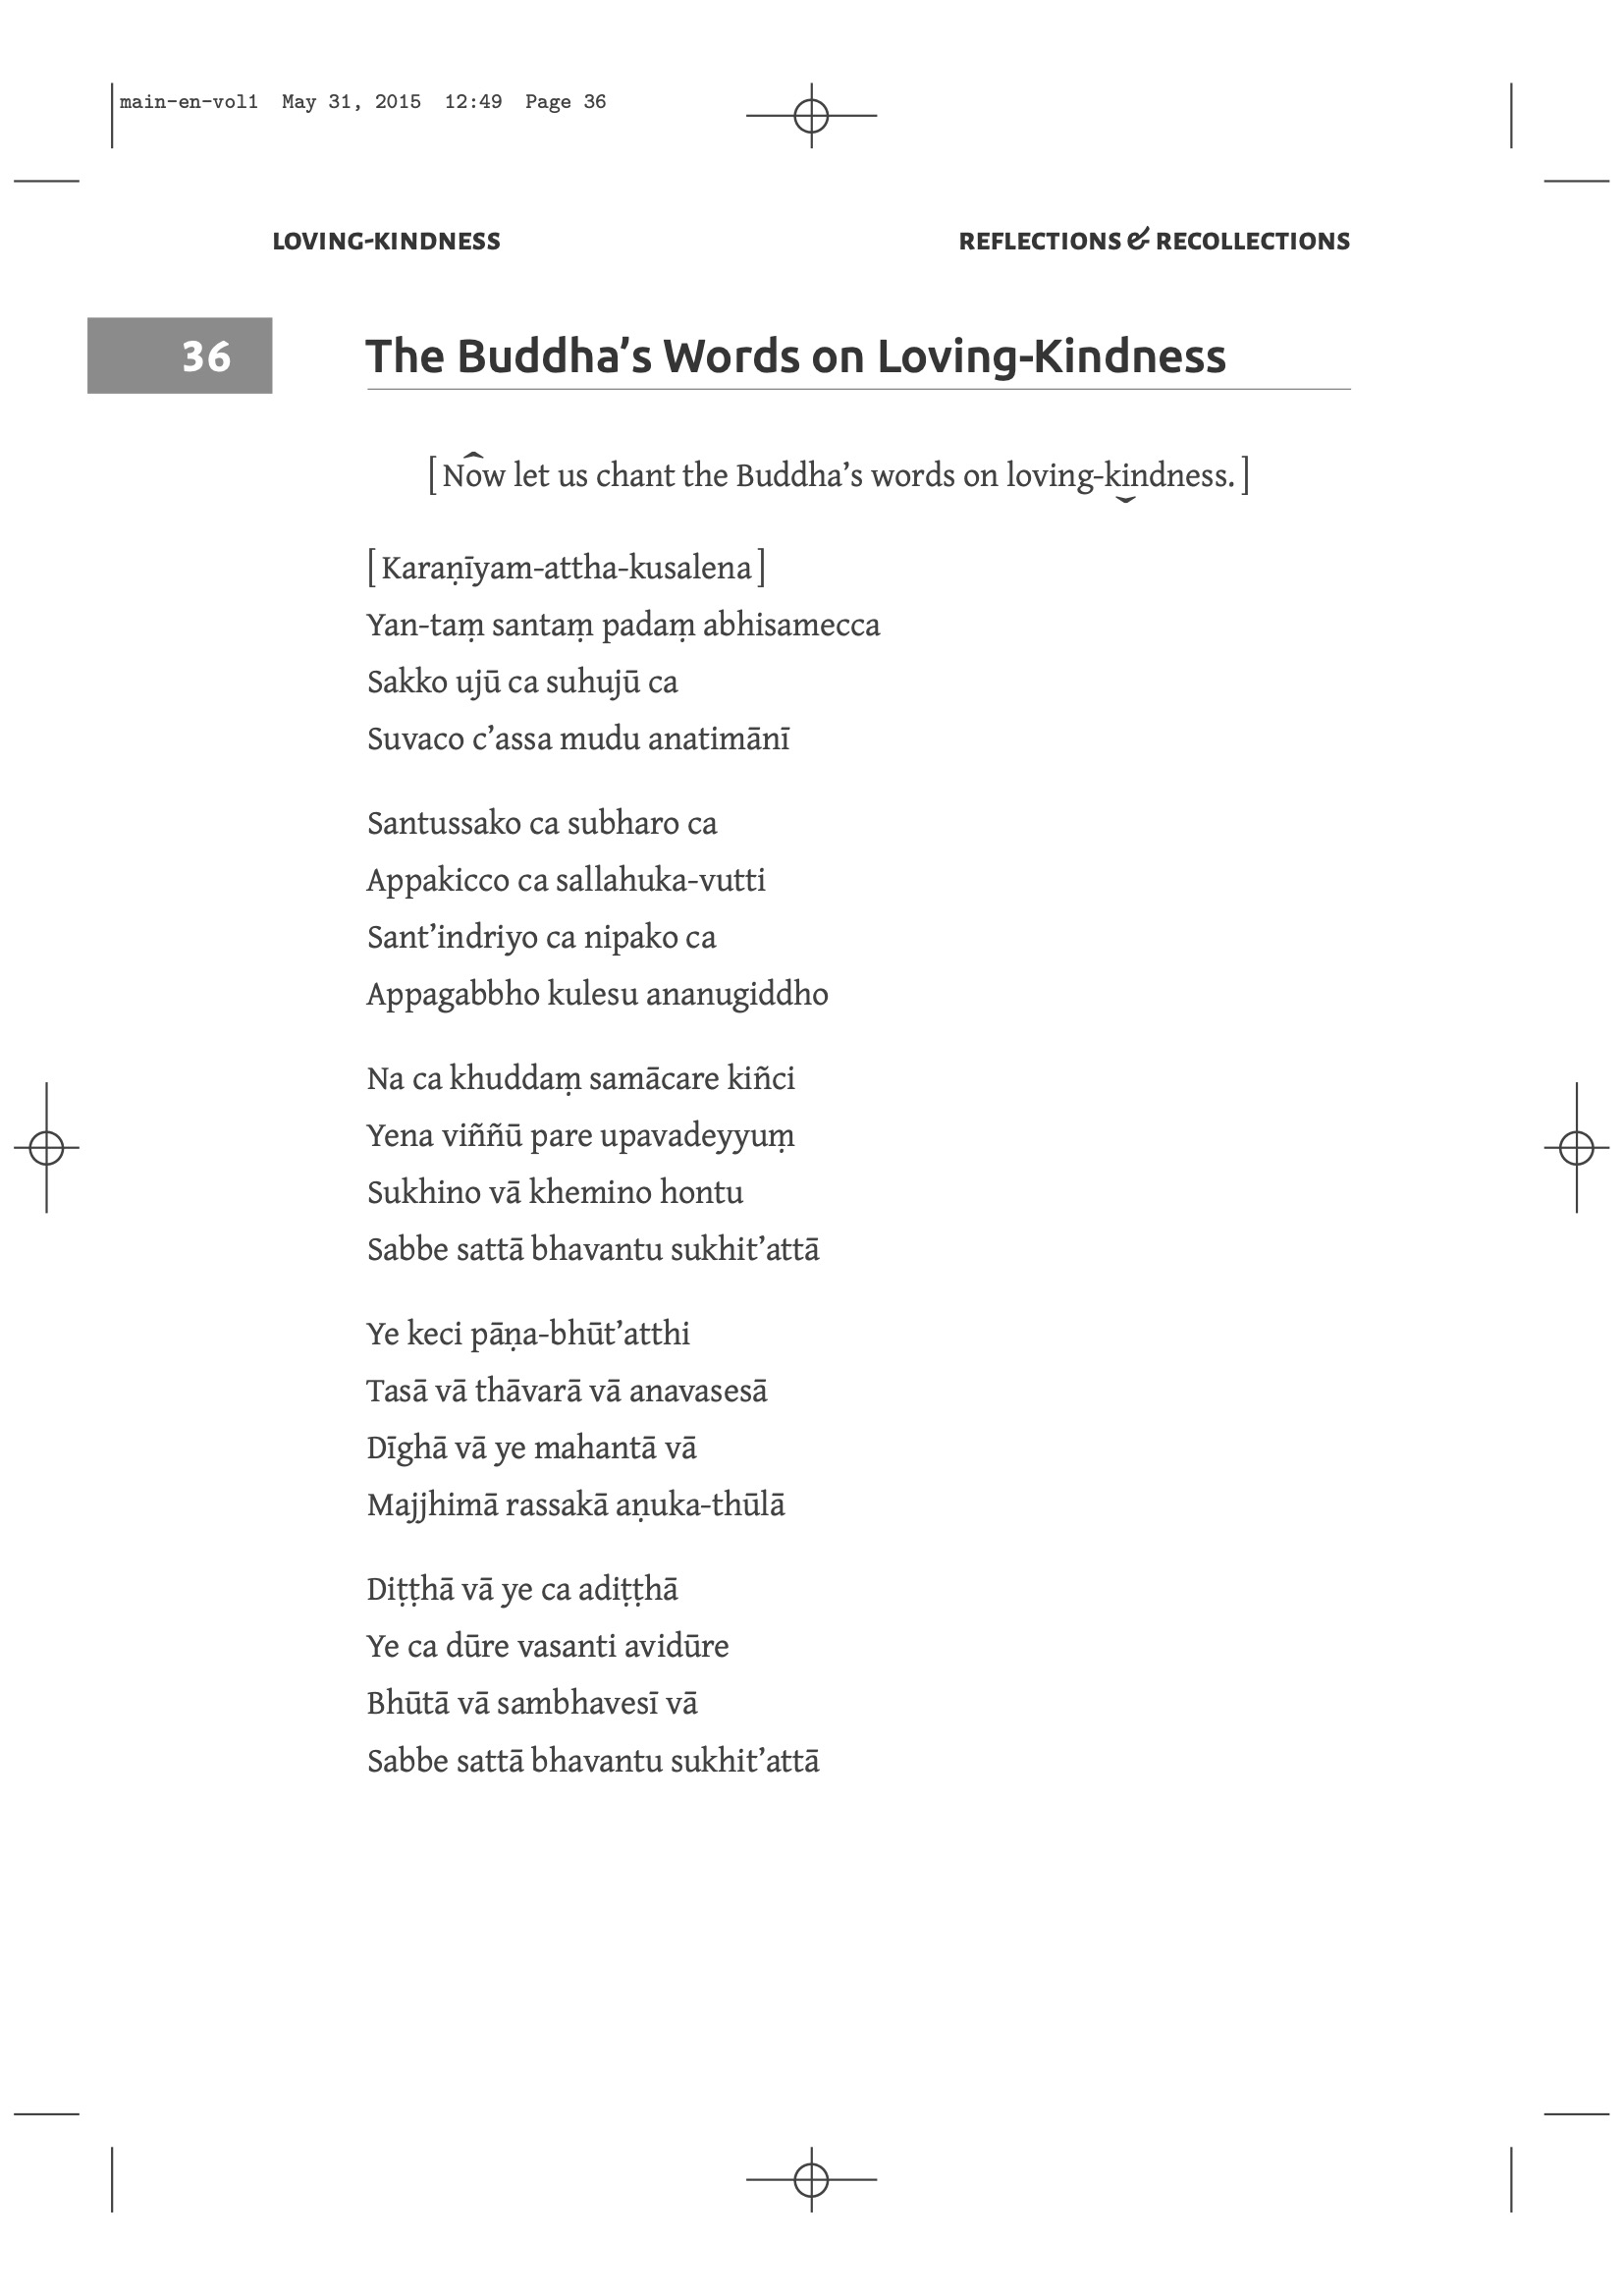 main-en-vol1 May 31, 2015 12:49 Page 36
LOVING-KINDNESS REFLECTIONS & RECOLLECTIONS
36 The Buddha’s Words on Loving-Kindness
[ Now let us chant the Buddha’s words on loving-kindness. ]
[ Karaṇīyam-attha-kusalena ]
Yan-taṃ santaṃ padaṃ abhisamecca
Sakko ujū ca suhujū ca
Suvaco c’assa mudu anatimānī
Santussako ca subharo ca
Appakicco ca sallahuka-vutti
Sant’indriyo ca nipako ca
Appagabbho kulesu ananugiddho
Na ca khuddaṃ samācare kiñci
Yena viññū pare upavadeyyuṃ
Sukhino vā khemino hontu
Sabbe sattā bhavantu sukhit’attā
Ye keci pāṇa-bhūt’atthi
Tasā vā thāvarā vā anavasesā
Dīghā vā ye mahantā vā
Majjhimā rassakā aṇuka-thūlā
Diṭṭhā vā ye ca adiṭṭhā
Ye ca dūre vasanti avidūre
Bhūtā vā sambhavesī vā
Sabbe sattā bhavantu sukhit’attā